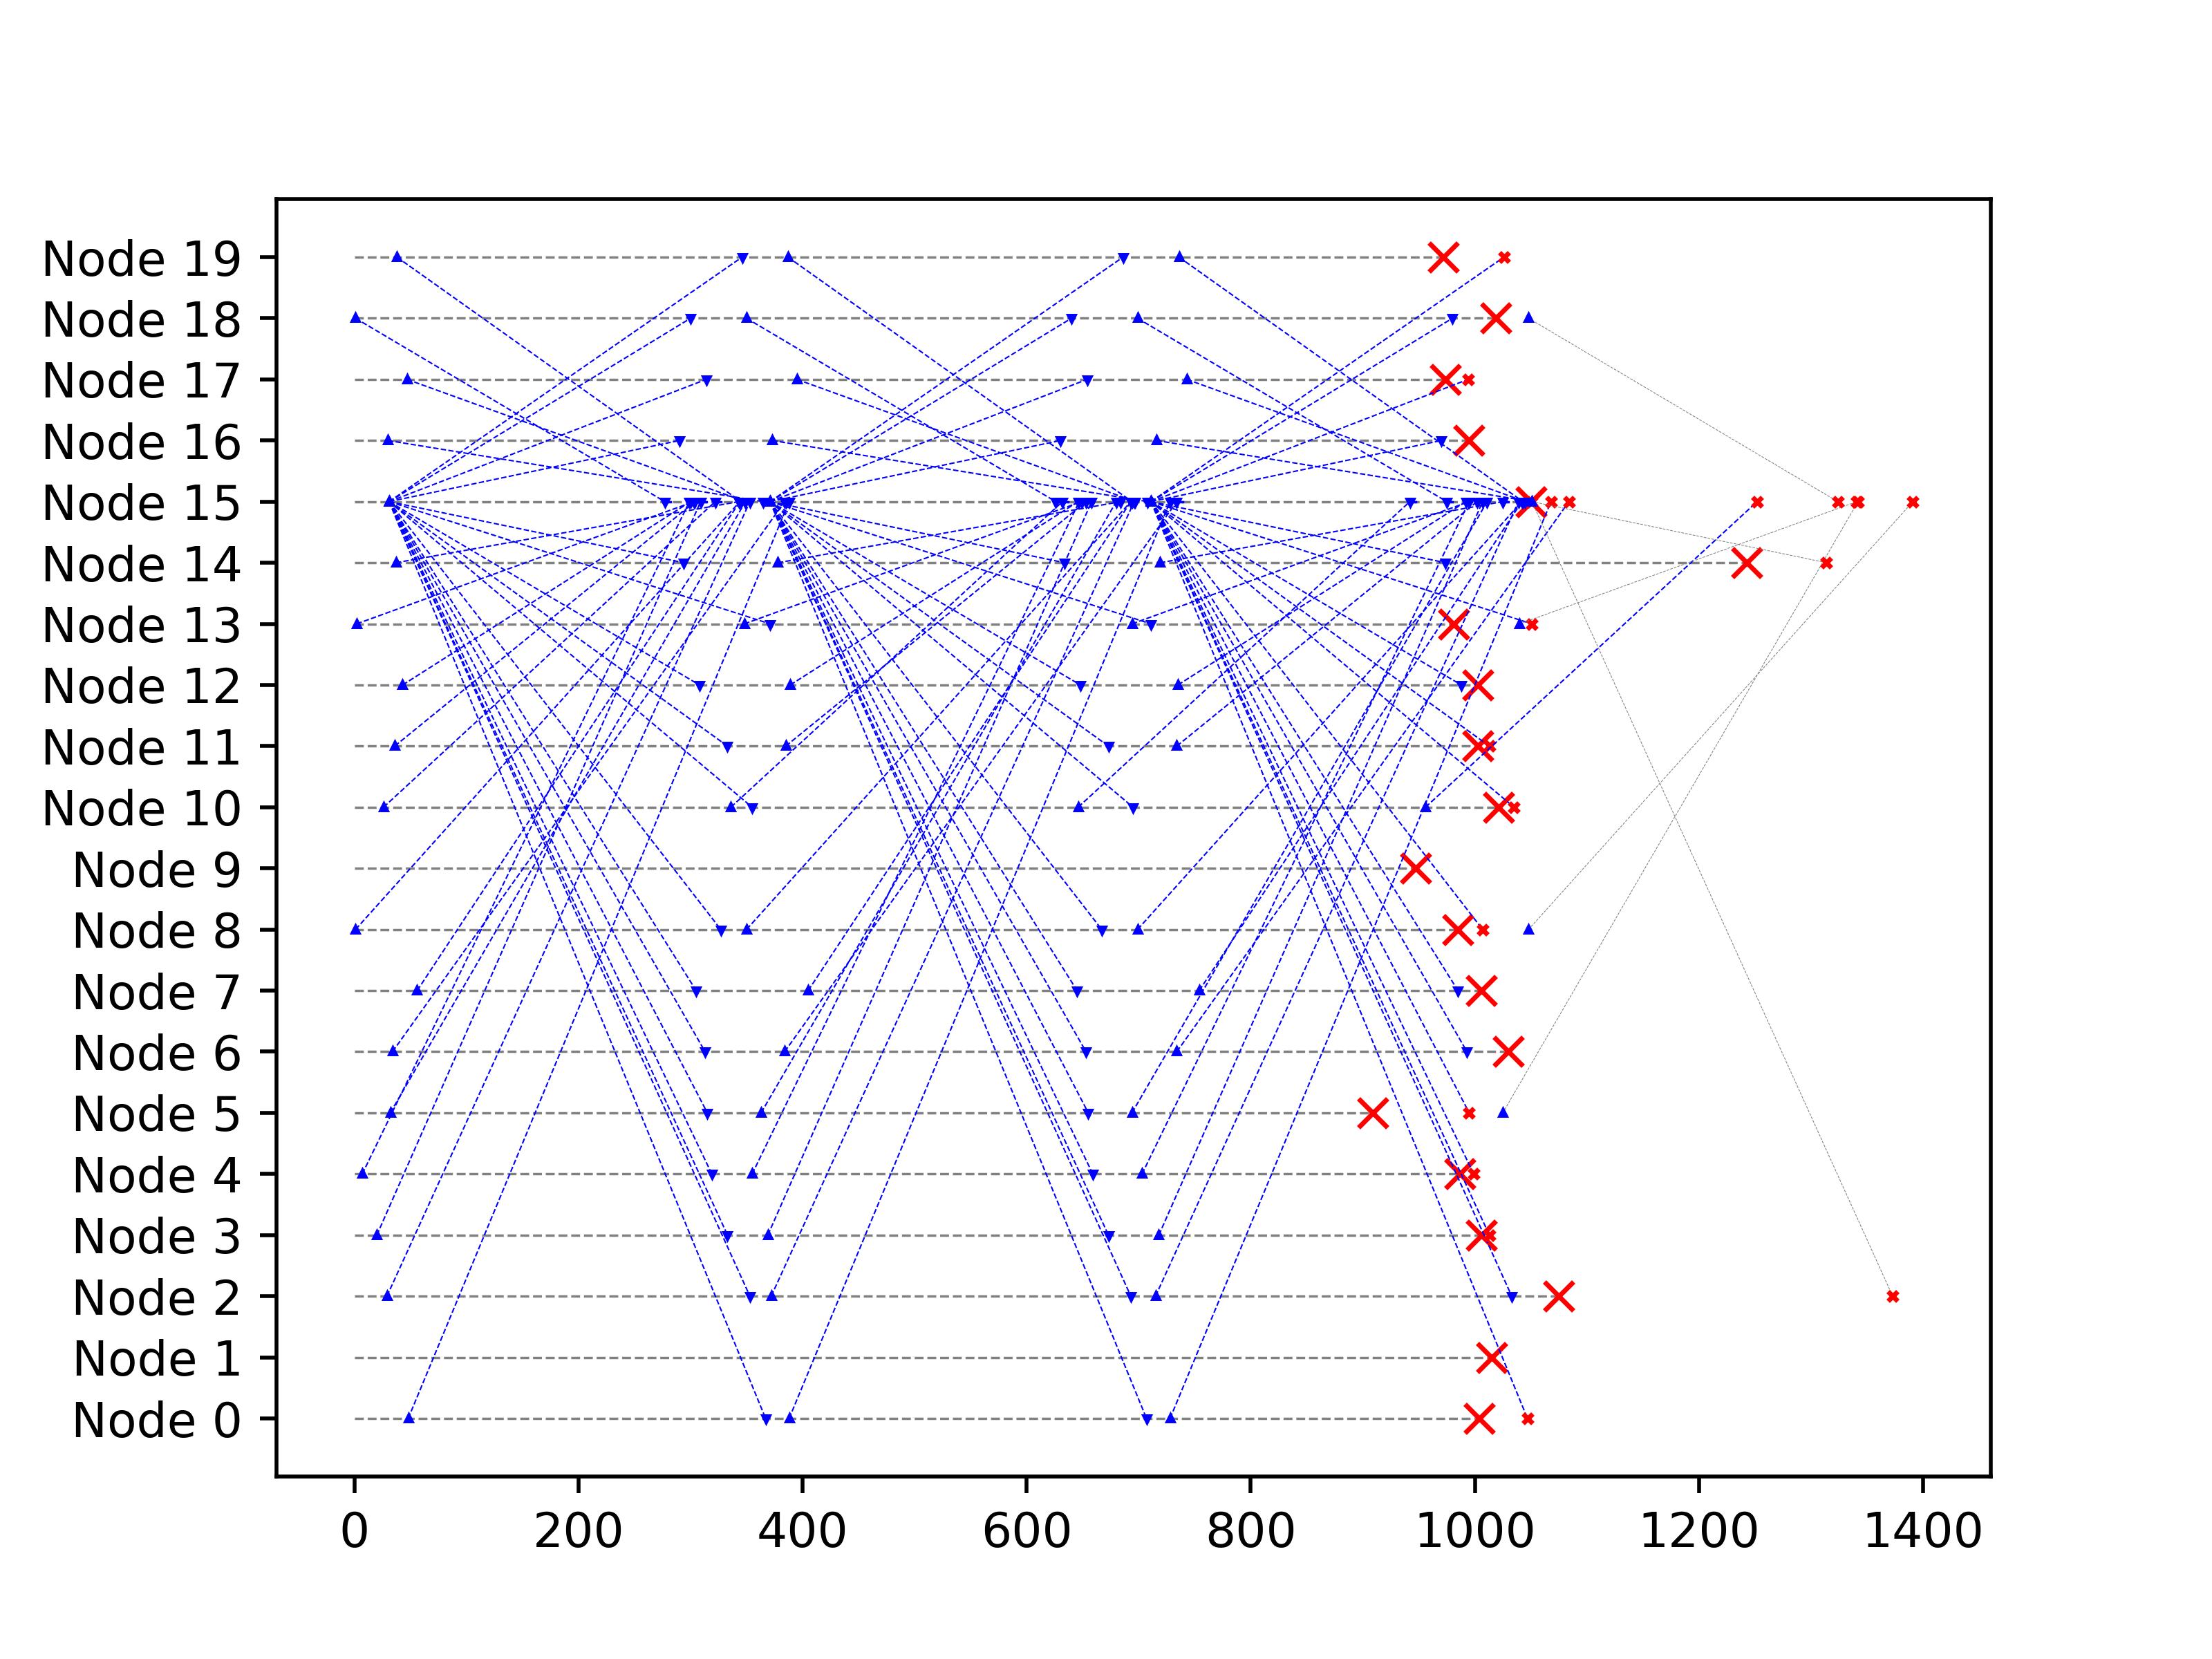 Node 19
Node 18
Node 17
Node 16
Node 15
Node 14
Node 13
Node 12
Node 11
Node 10
Node 9
Node 8
Node 7
Node 6
Node 5
Node 4
Node 3
Node 2
Node 1
Node 0
0 200 400 600 800 1000 1200 1400